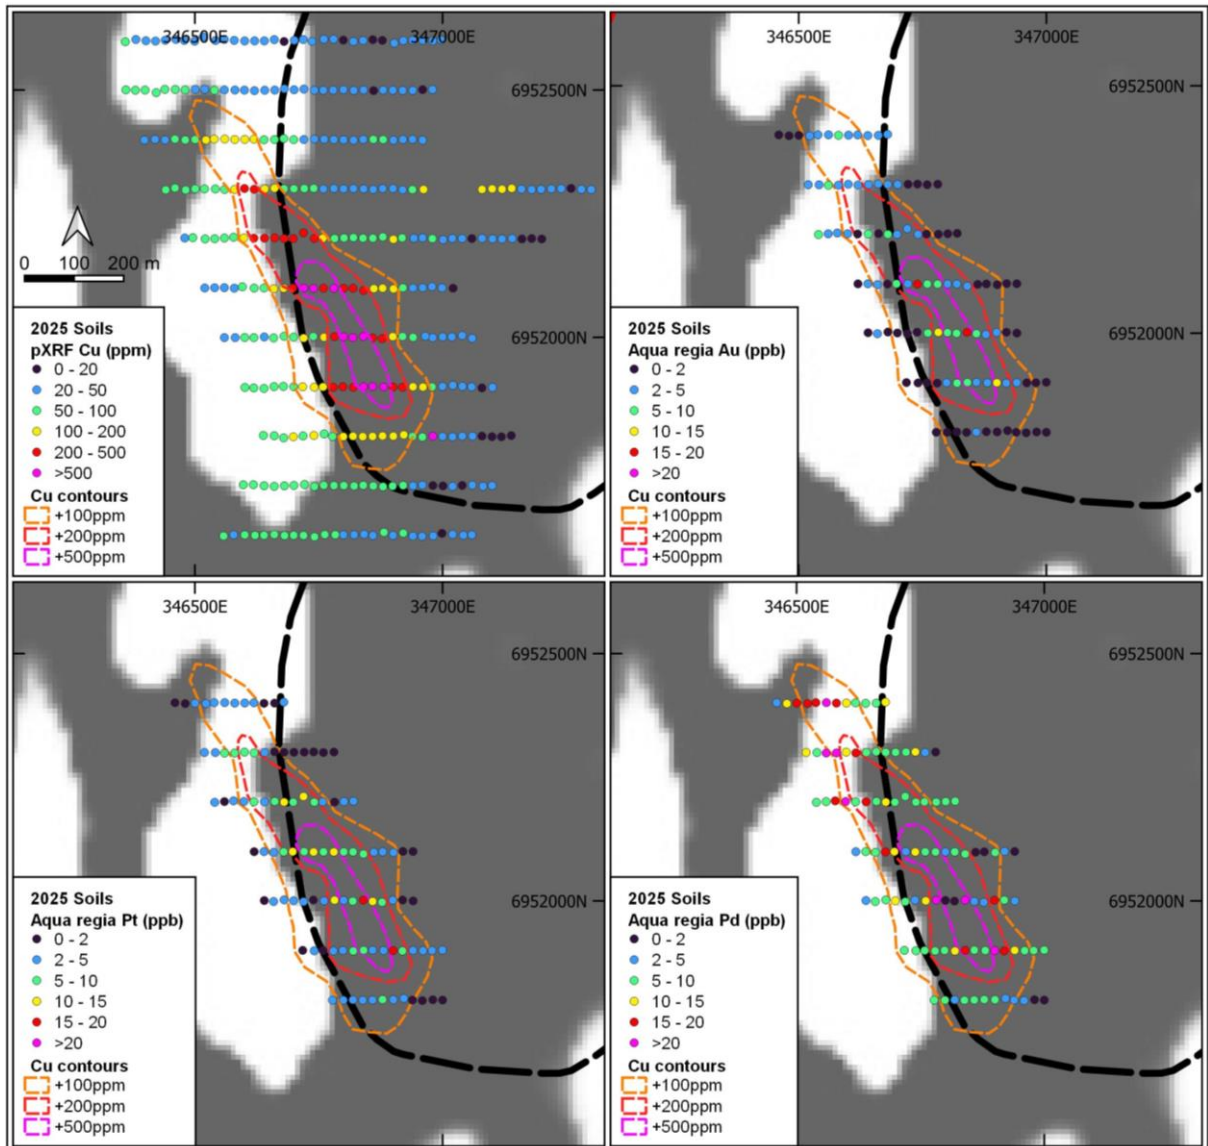 346500E
347000E
6952500N
6952000N
0 100 200 m
2025 Soils
pXRF Cu (ppm)
0 - 20
20 - 50
50 - 100
100 - 200
200 - 500
>500
Cu contours
+100ppm
+200ppm
+500ppm
346500E
347000E
6952500N
6952000N
2025 Soils
Aqua regia Au (ppb)
0 - 2
2 - 5
5 - 10
10 - 15
15 - 20
>20
Cu contours
+100ppm
+200ppm
+500ppm
346500E
347000E
6952500N
6952000N
2025 Soils
Aqua regia Pt (ppb)
0 - 2
2 - 5
5 - 10
10 - 15
15 - 20
>20
Cu contours
+100ppm
+200ppm
+500ppm
346500E
347000E
6952500N
6952000N
2025 Soils
Aqua regia Pd (ppb)
0 - 2
2 - 5
5 - 10
10 - 15
15 - 20
>20
Cu contours
+100ppm
+200ppm
+500ppm